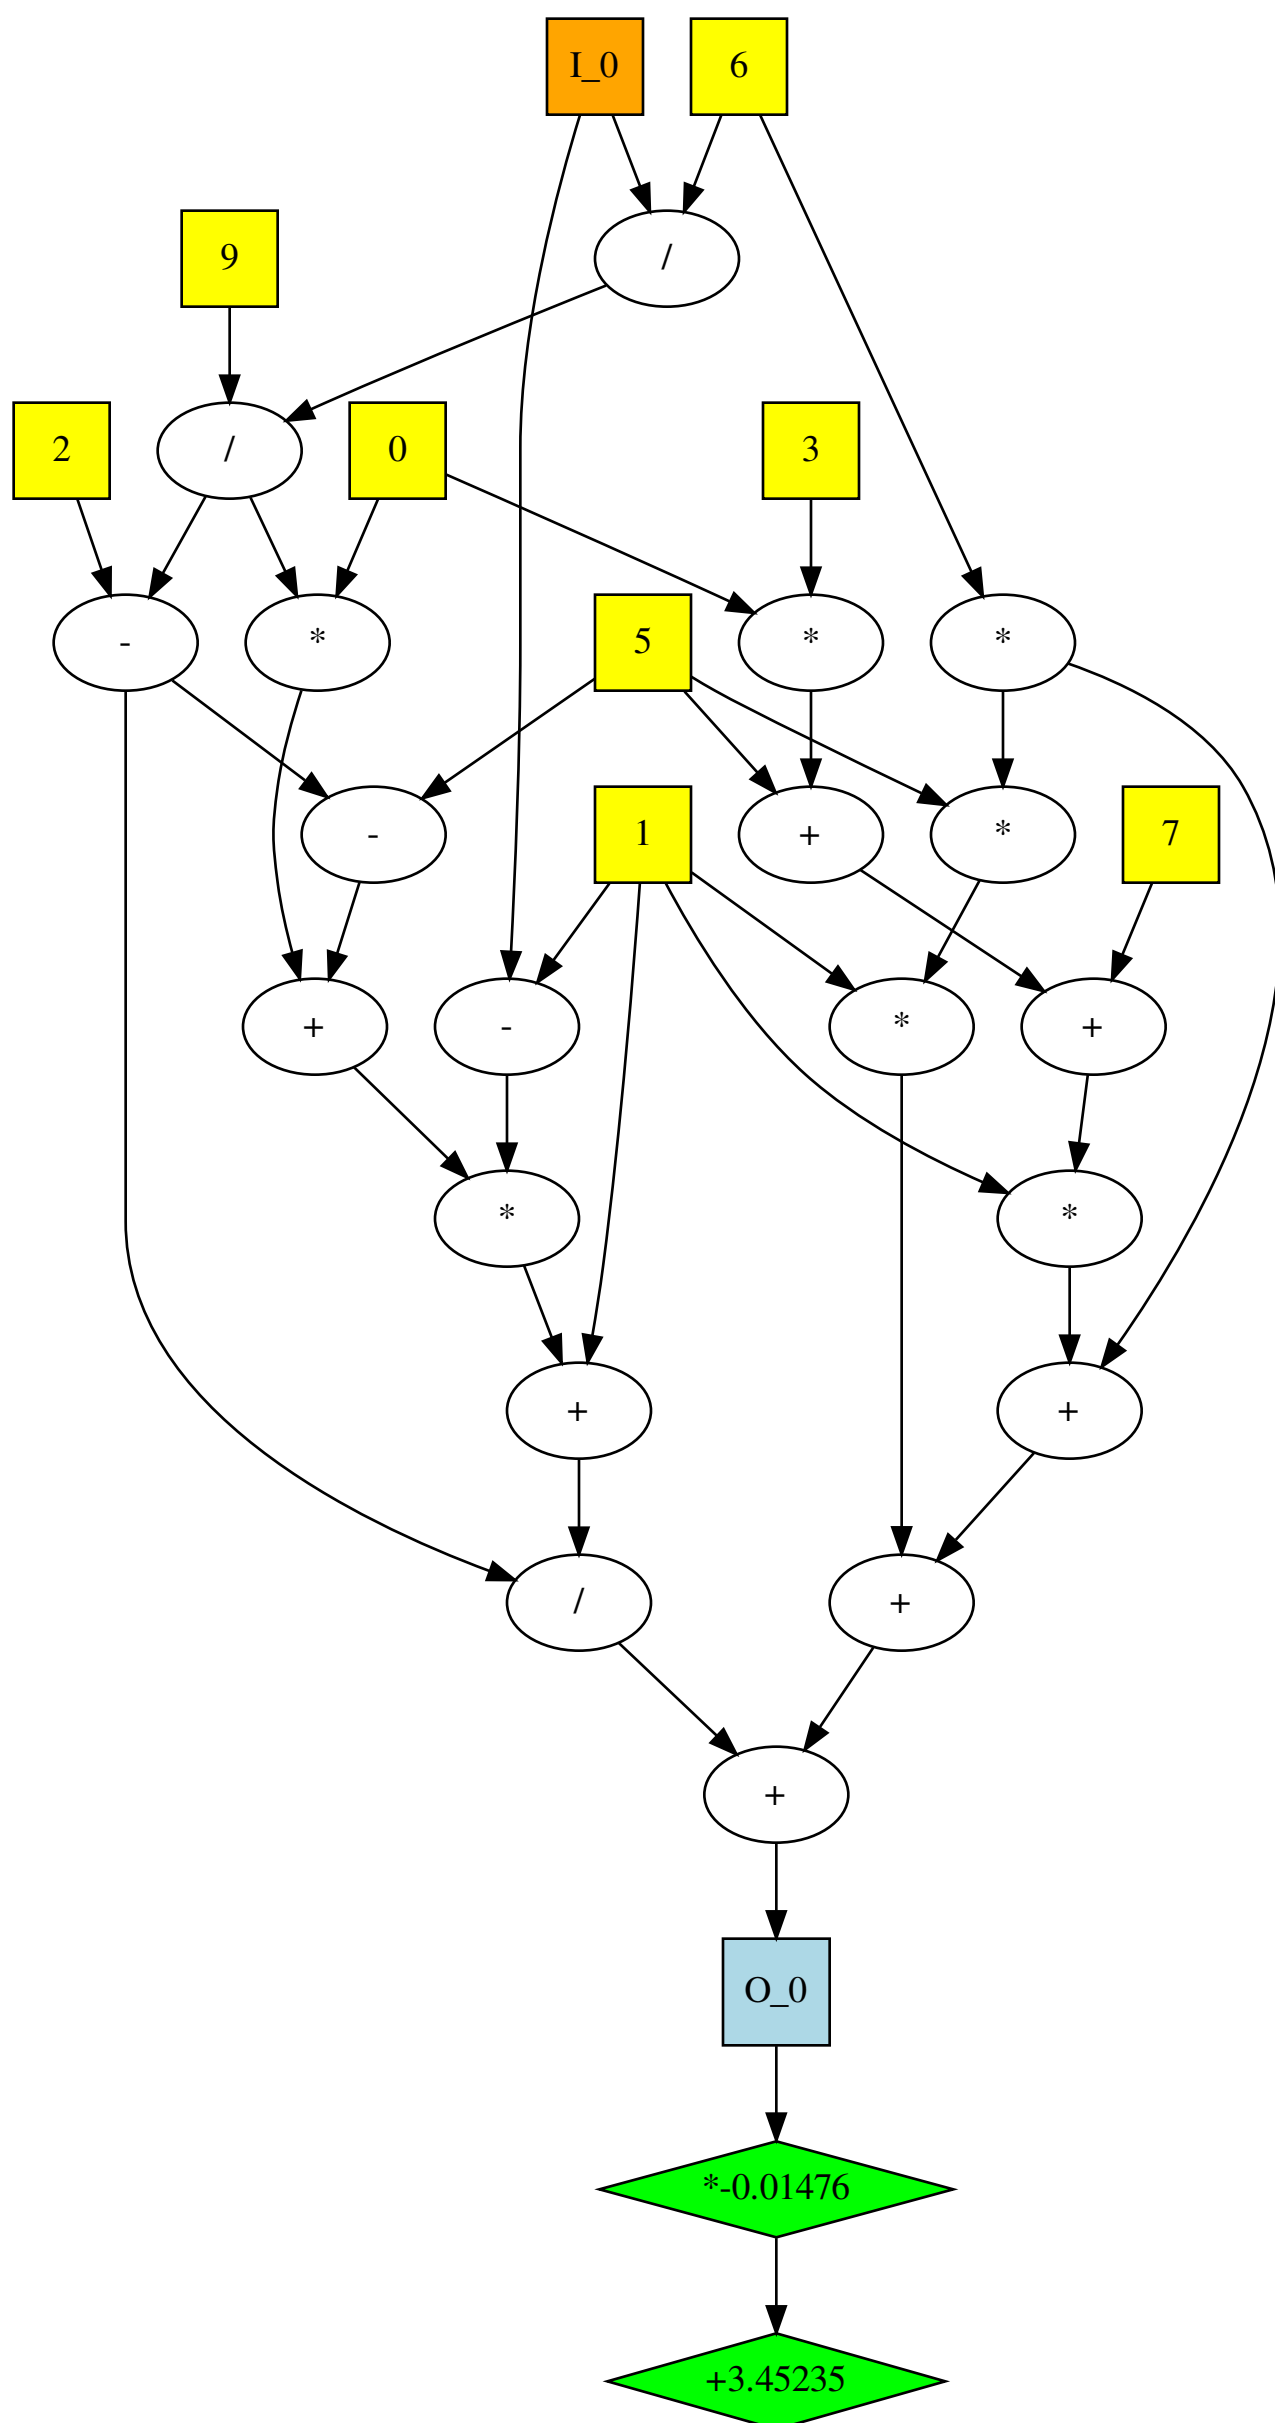 I_0 6
9 /
2 / 0 3
- * 5 * *
- 1 + * 7
+ - * +
* *
+ +
/ +
+
O_0
*-0.01476
+3.45235